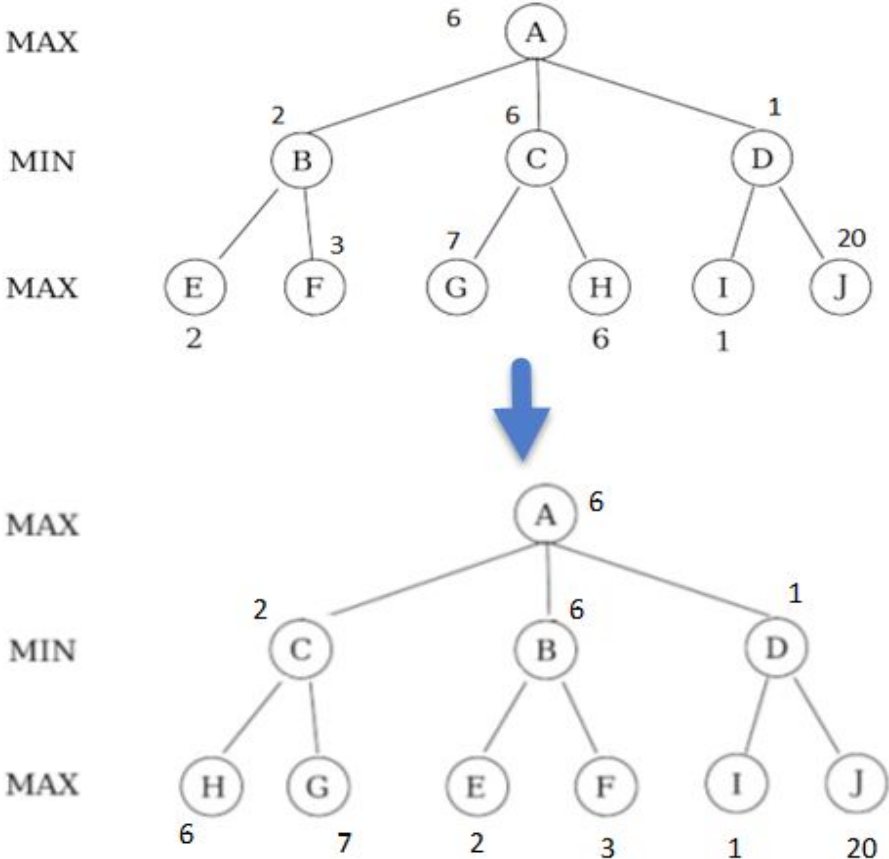 6 A
MAX
2 6 1
MIN B C D
3 7 20
MAX E F G H I J
2 6 1
A 6
MAX
2 6 1
MIN C B D
MAX H G E F I J
6 7 2 3 1 20